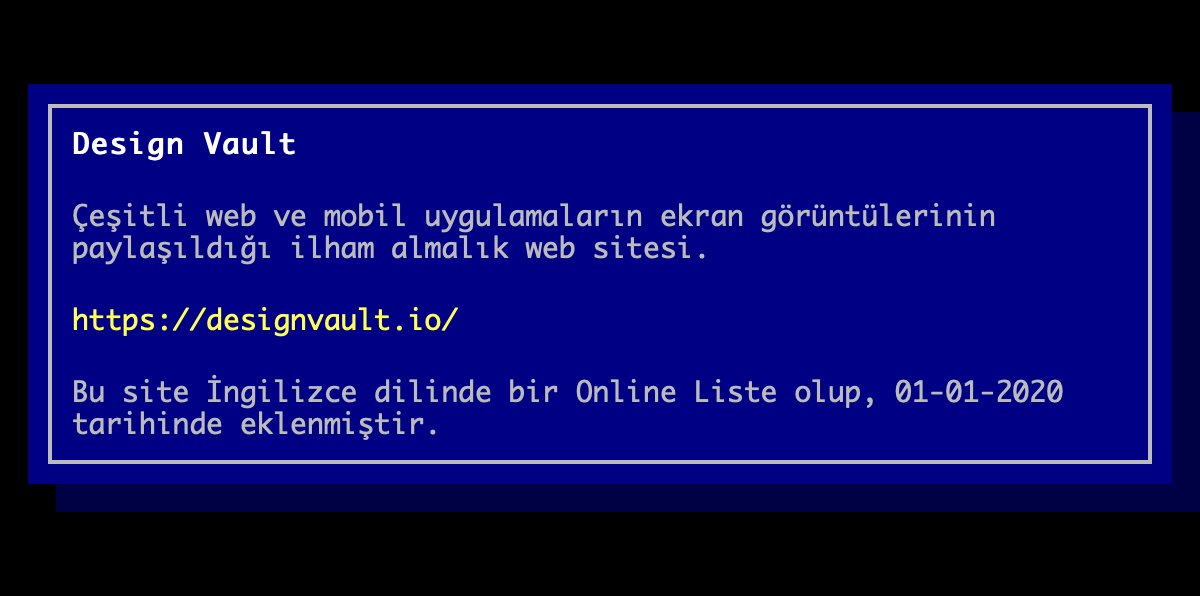 Design Vault
Çeşitli web ve mobil uygulamaların ekran görüntülerinin
paylaşıldığı ilham almalık web sitesi.
https://designvault.io/
Bu site İngilizce dilinde bir Online Liste olup, 01-01-2020
tarihinde eklenmiştir.